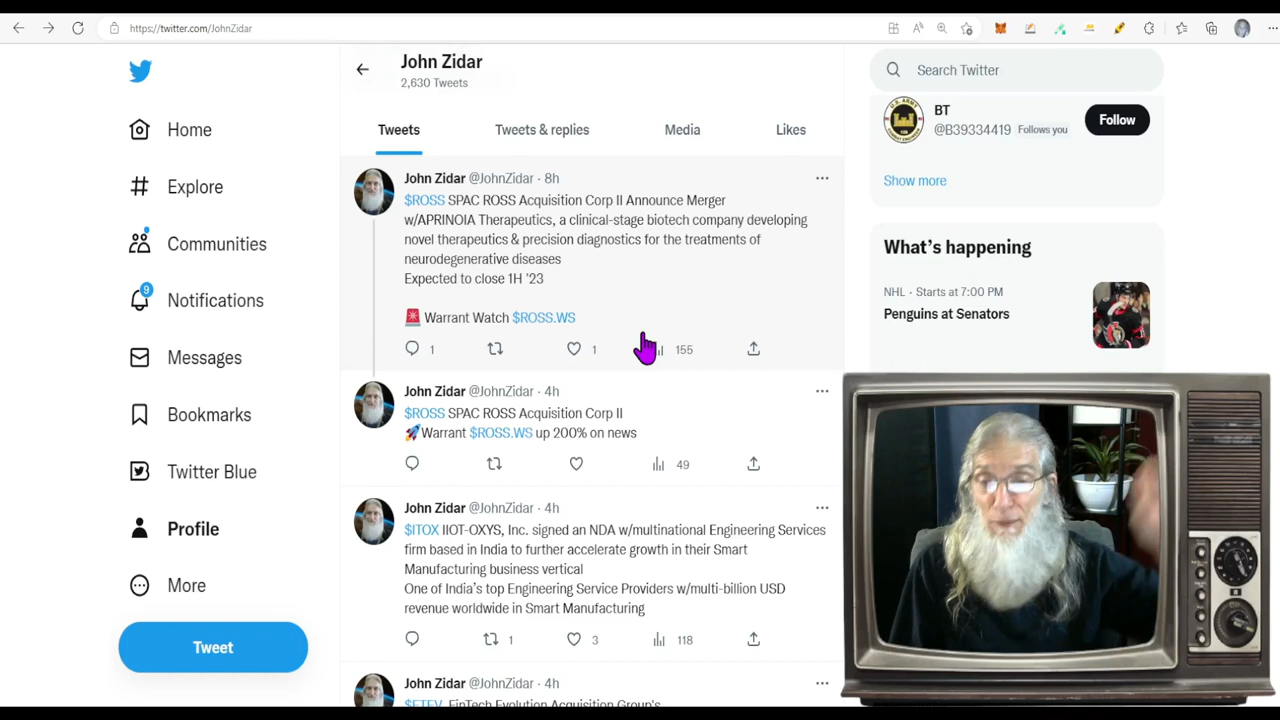 https://twitter.com/JohnZidar
John Zidar
2,630 Tweets
Tweets
Tweets & replies
Media
Likes
Home
Explore
Communities
9
Notifications
Messages
Bookmarks
Twitter Blue
Profile
More
Tweet
John Zidar @JohnZidar · 8h
$ROSS SPAC ROSS Acquisition Corp II Announce Merger
w/APRINOIA Therapeutics, a clinical-stage biotech company developing
novel therapeutics & precision diagnostics for the treatments of
neurodegenerative diseases
Expected to close 1H '23
🚨 Warrant Watch $ROSS.WS
1 1 155
John Zidar @JohnZidar · 4h
$ROSS SPAC ROSS Acquisition Corp II
🚀Warrant $ROSS.WS up 200% on news
49
John Zidar @JohnZidar · 4h
$ITOX IIOT-OXYS, Inc. signed an NDA w/multinational Engineering Services
firm based in India to further accelerate growth in their Smart
Manufacturing business vertical
One of India's top Engineering Service Providers w/multi-billion USD
revenue worldwide in Smart Manufacturing
1 3 118
John Zidar @JohnZidar · 4h
$FTEV FinTech Evolution Acquisition Group's
Search Twitter
BT
@B39334419 Follows you
Follow
Show more
What's happening
NHL · Starts at 7:00 PM
Penguins at Senators